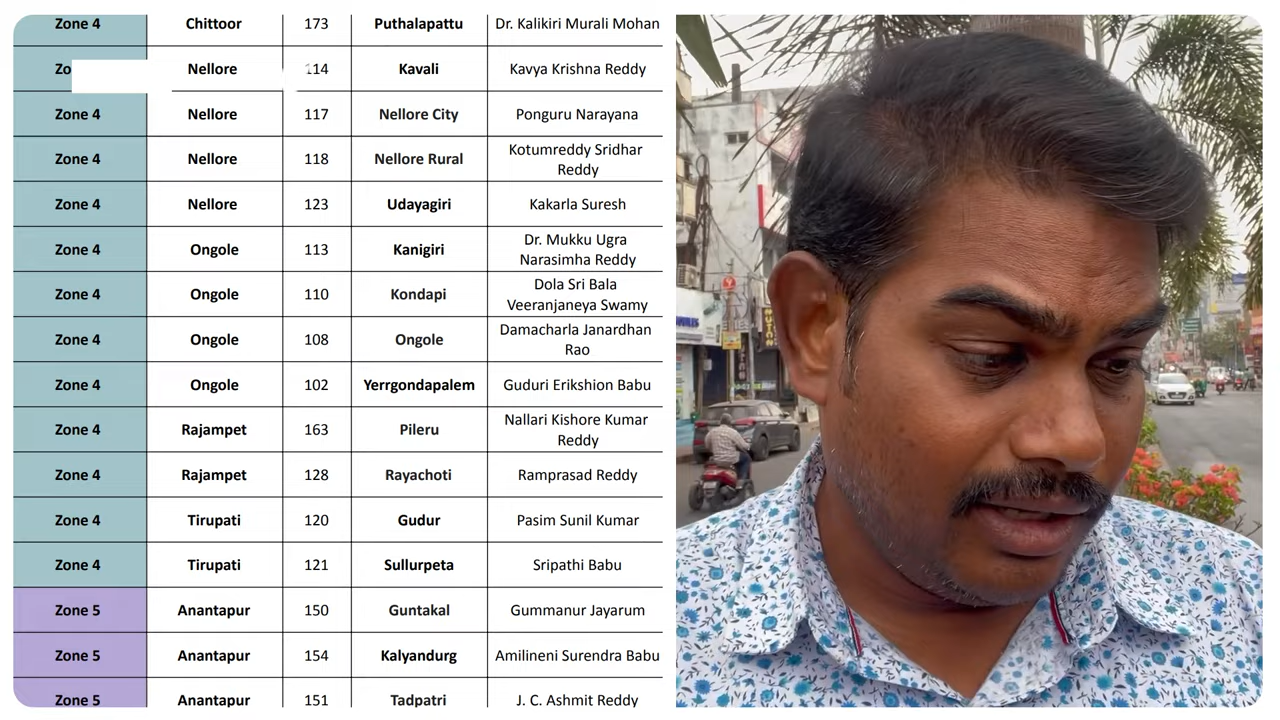 Zone 4 Chittoor 173 Puthalapattu Dr. Kalikiri Murali Mohan
Zo Nellore 114 Kavali Kavya Krishna Reddy
Zone 4 Nellore 117 Nellore City Ponguru Narayana
Zone 4 Nellore 118 Nellore Rural Kotumreddy Sridhar
Reddy
Zone 4 Nellore 123 Udayagiri Kakarla Suresh
Zone 4 Ongole 113 Kanigiri Dr. Mukku Ugra
Narasimha Reddy
Zone 4 Ongole 110 Kondapi Dola Sri Bala
Veeranjaneya Swamy
Zone 4 Ongole 108 Ongole Damacharla Janardhan
Rao
Zone 4 Ongole 102 Yerrgondapalem Guduri Erikshion Babu
Zone 4 Rajampet 163 Pileru Nallari Kishore Kumar
Reddy
Zone 4 Rajampet 128 Rayachoti Ramprasad Reddy
Zone 4 Tirupati 120 Gudur Pasim Sunil Kumar
Zone 4 Tirupati 121 Sullurpeta Sripathi Babu
Zone 5 Anantapur 150 Guntakal Gummanur Jayarum
Zone 5 Anantapur 154 Kalyandurg Amilineni Surendra Babu
Zone 5 Anantapur 151 Tadpatri J. C. Ashmit Reddy